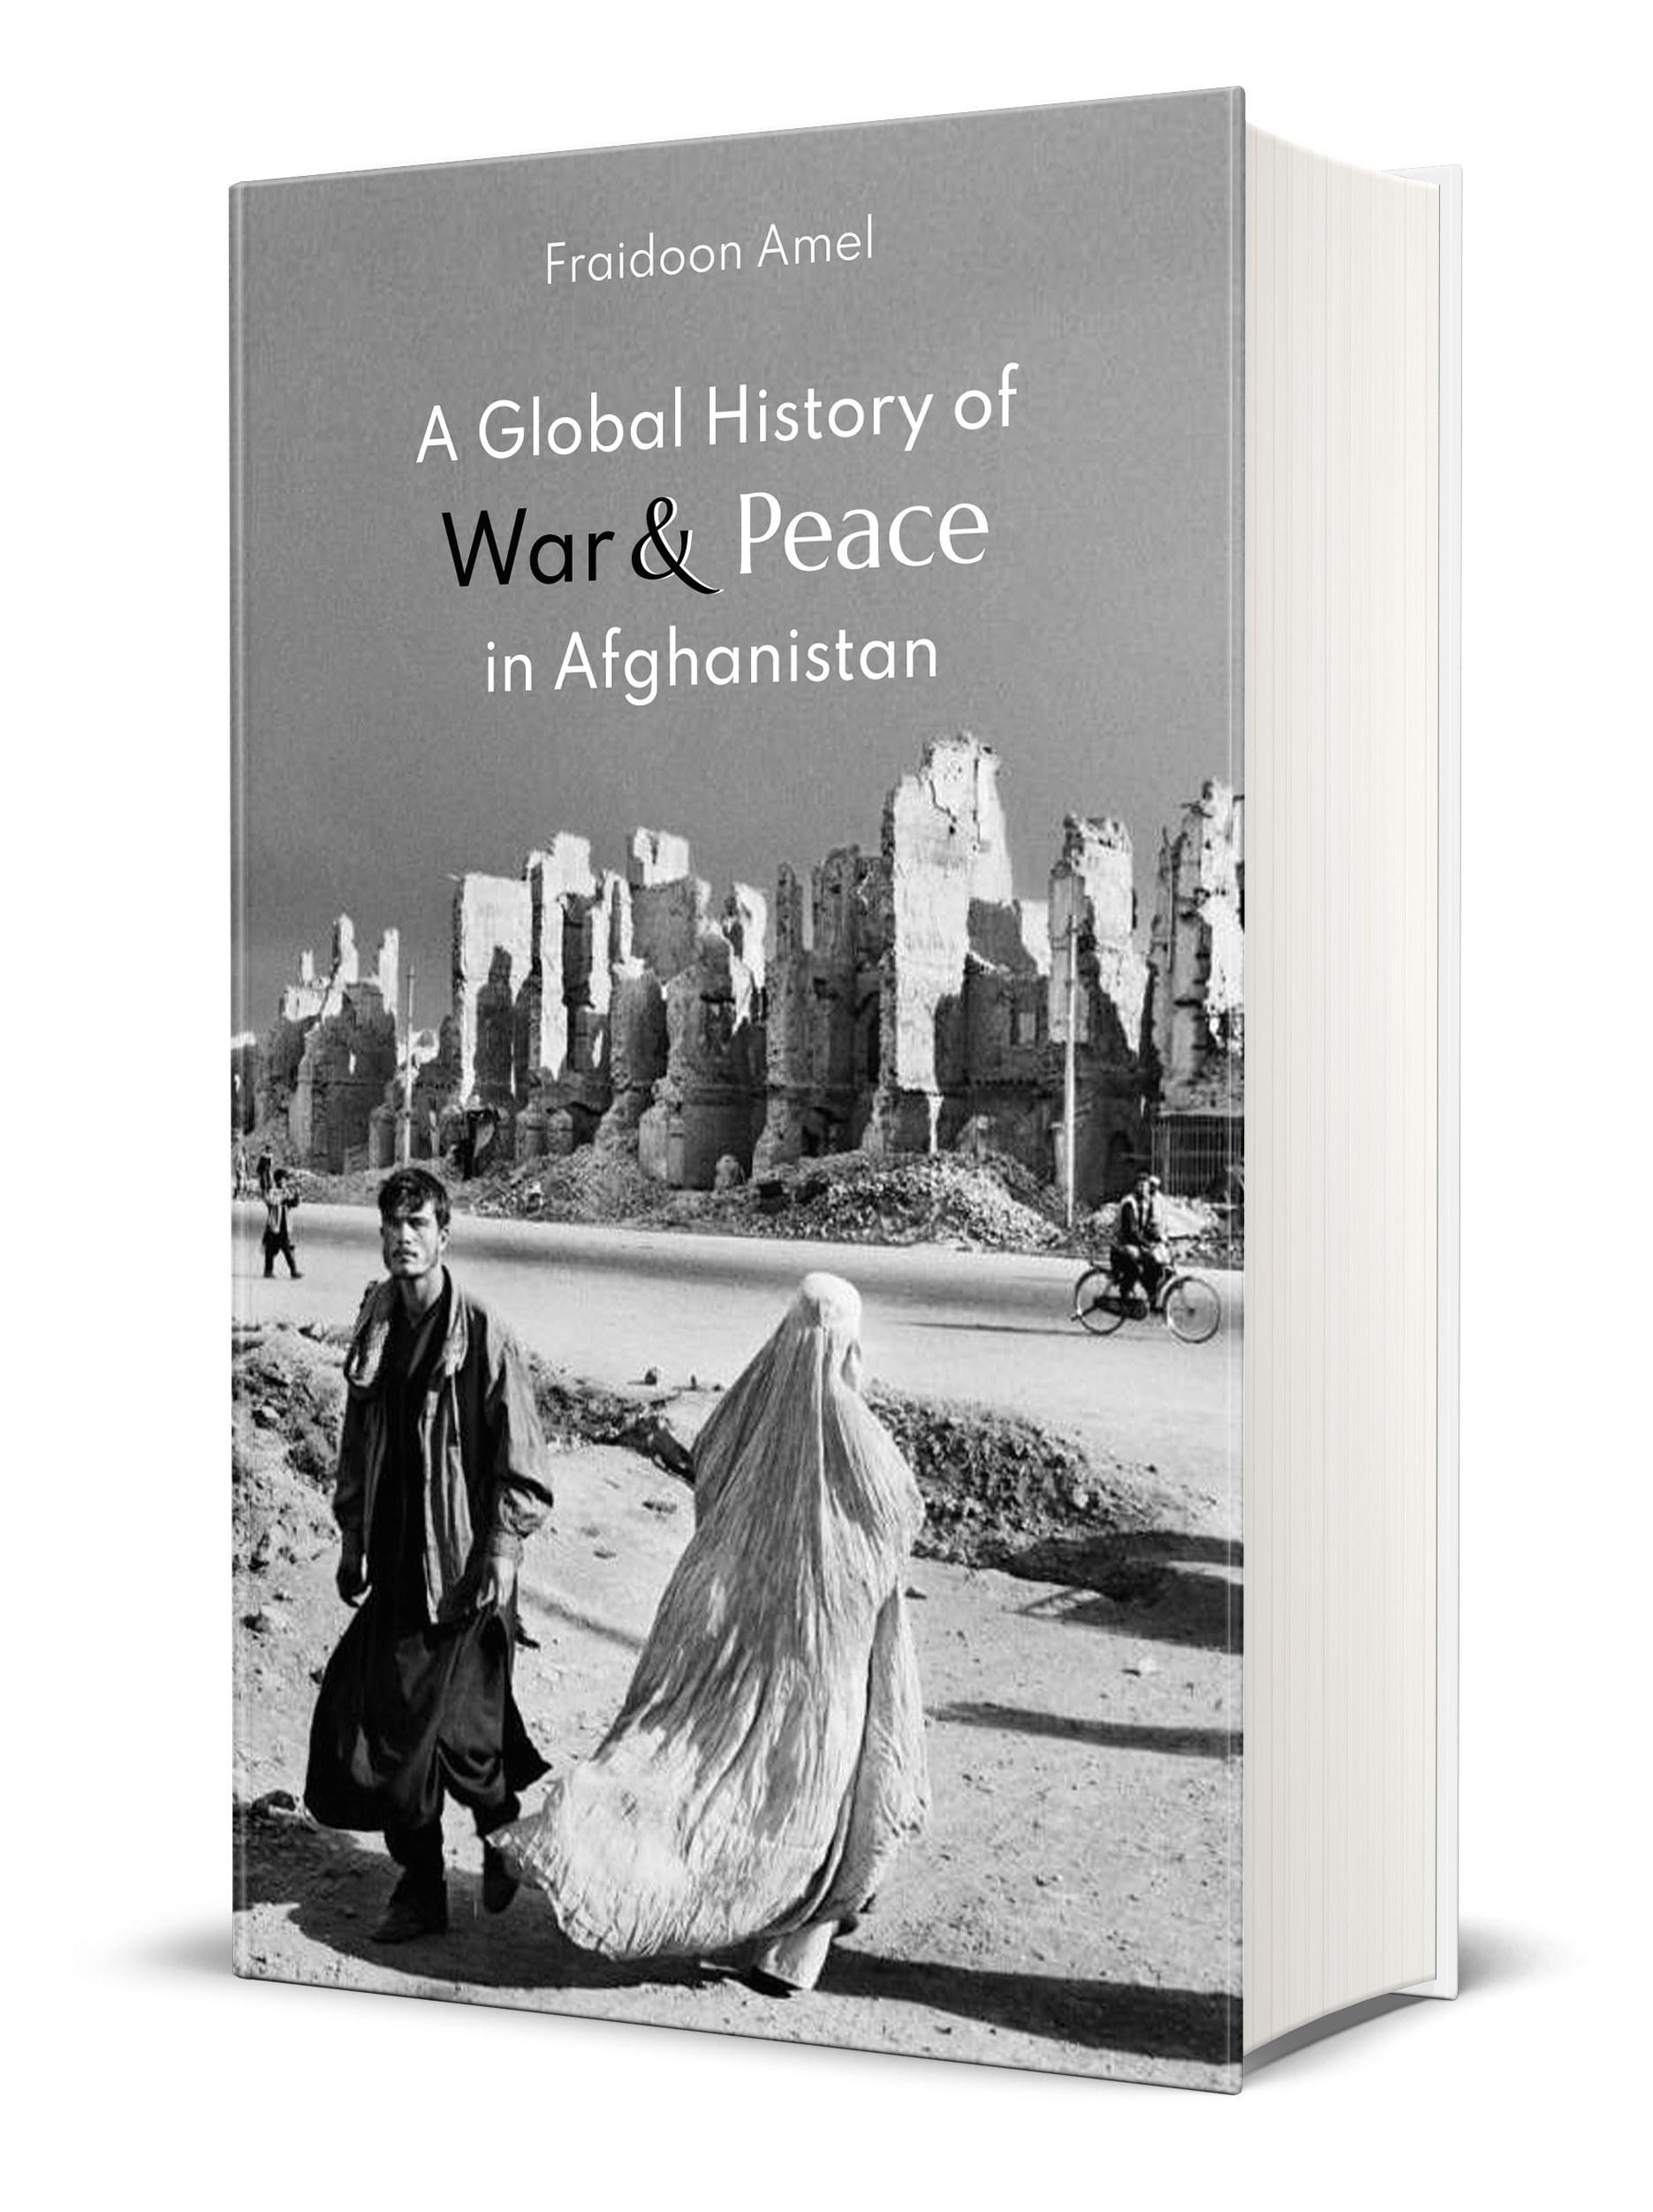 Fraidoon Amel
A Global History of
War & Peace
in Afghanistan